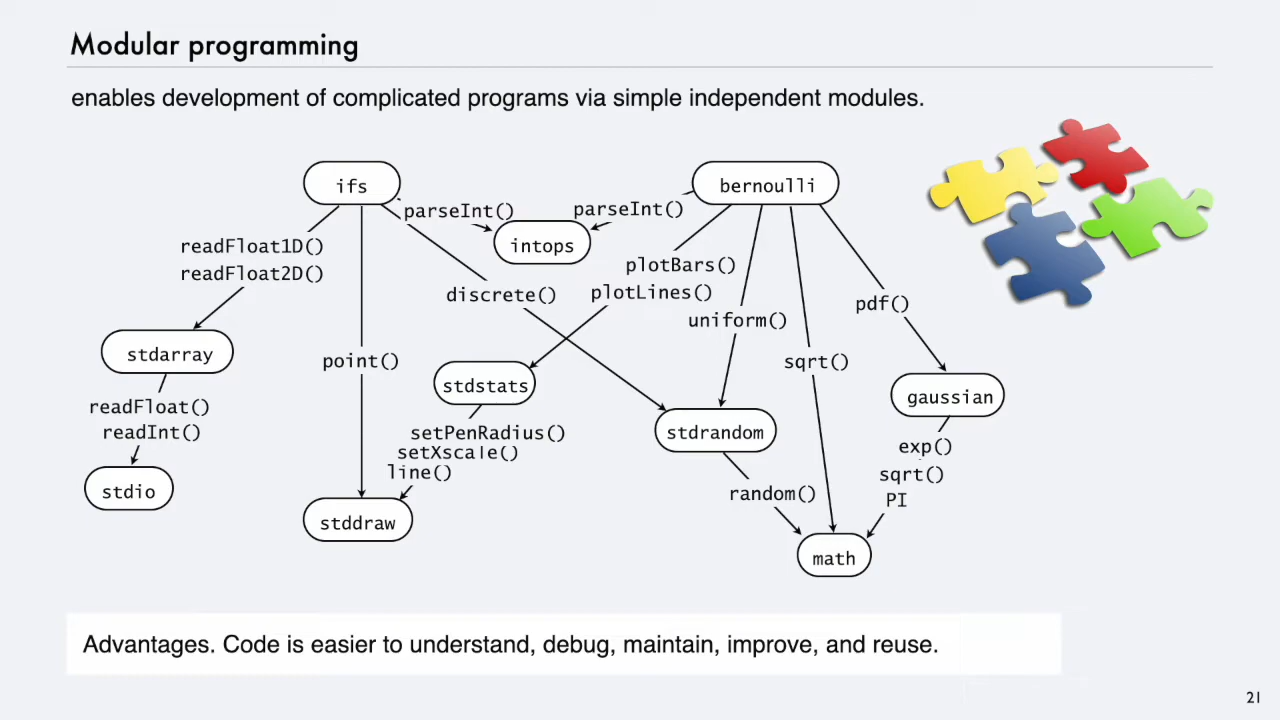 Modular programming
enables development of complicated programs via simple independent modules.
ifs
bernoulli
parseInt()
parseInt()
intops
readFloat1D()
readFloat2D()
plotBars()
plotLines()
discrete()
uniform()
pdf()
stdarray
point()
sqrt()
stdstats
gaussian
readFloat()
readInt()
setPenRadius()
setXscale()
line()
stdrandom
exp()
sqrt()
PI
stdio
random()
stddraw
math
Advantages. Code is easier to understand, debug, maintain, improve, and reuse.
21